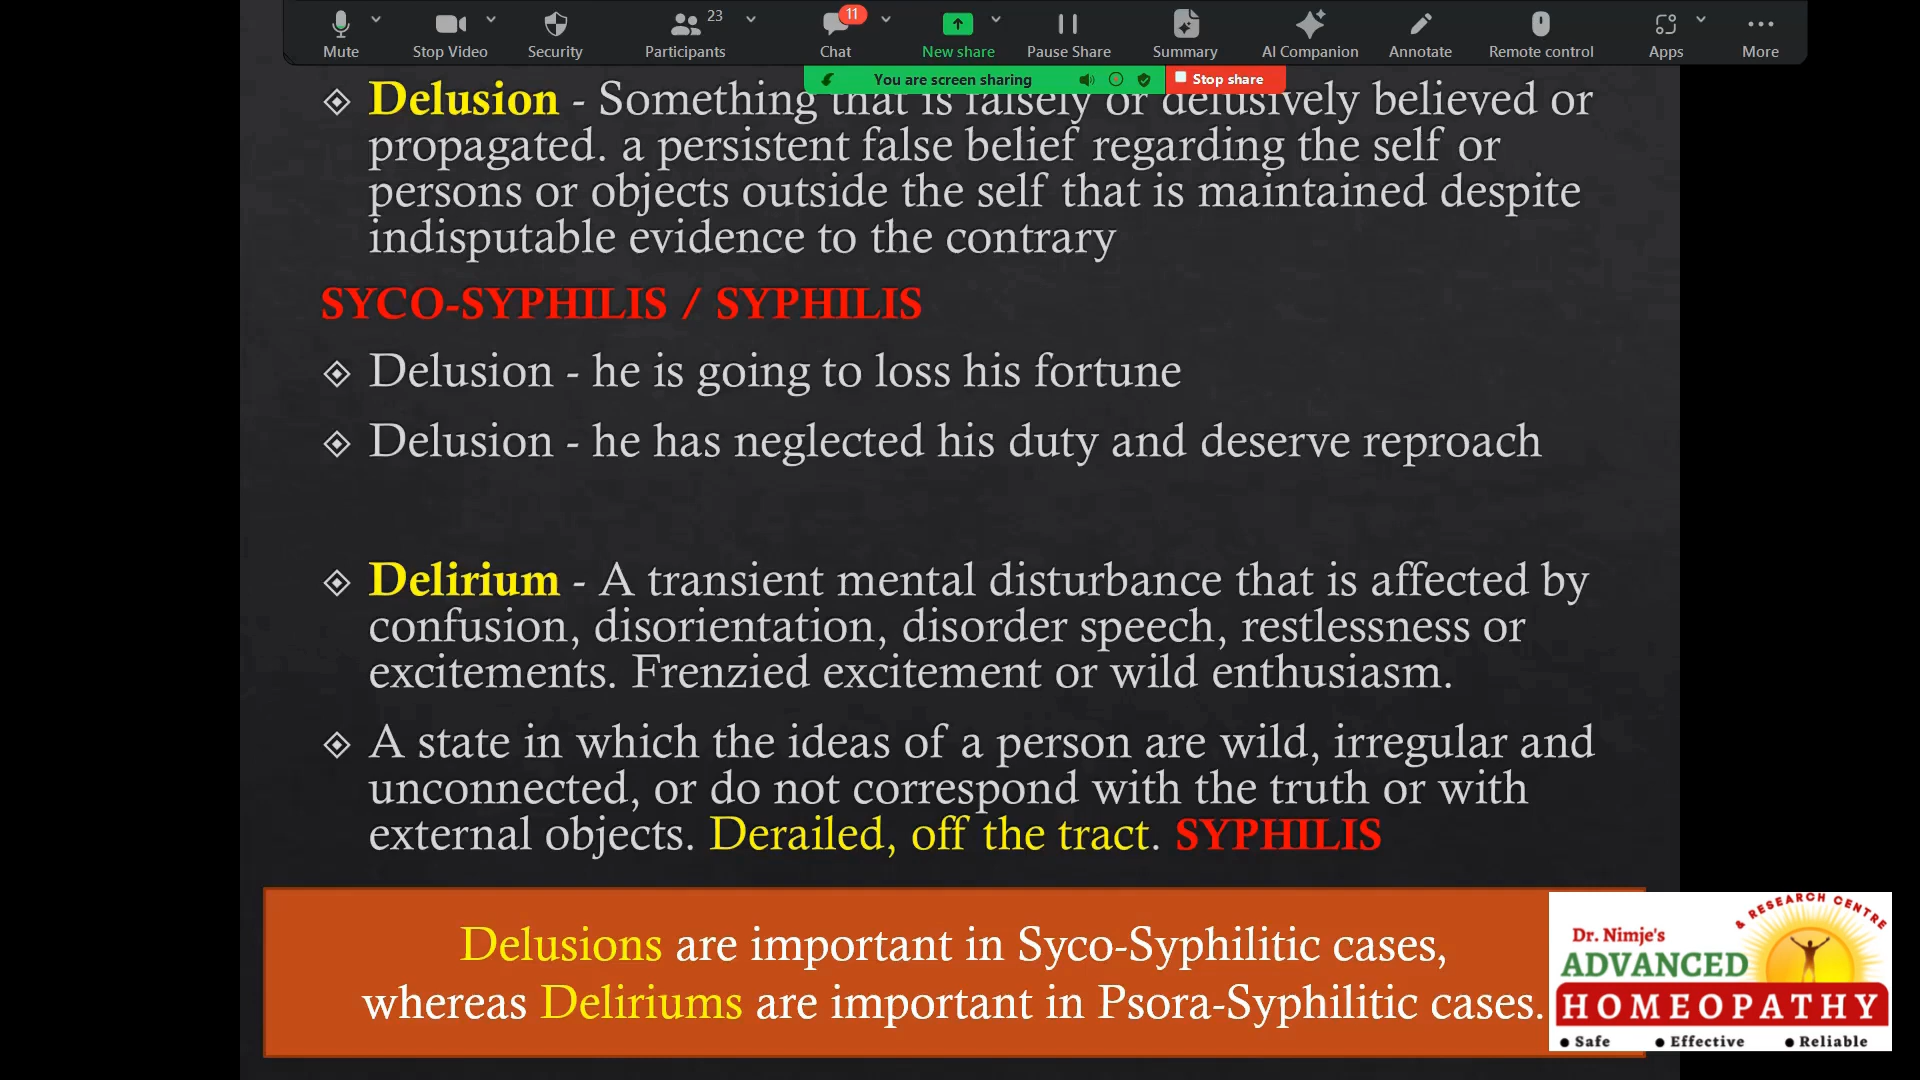 Mute
Stop Video
Security
Participants
23
Chat
11
New share
Pause Share
Summary
AI Companion
Annotate
Remote control
Apps
More
You are screen sharing
Stop share
Delusion - Something that is falsely or delusively believed or
propagated. a persistent false belief regarding the self or
persons or objects outside the self that is maintained despite
indisputable evidence to the contrary
SYCO-SYPHILIS / SYPHILIS
Delusion - he is going to loss his fortune
Delusion - he has neglected his duty and deserve reproach
Delirium - A transient mental disturbance that is affected by
confusion, disorientation, disorder speech, restlessness or
excitements. Frenzied excitement or wild enthusiasm.
A state in which the ideas of a person are wild, irregular and
unconnected, or do not correspond with the truth or with
external objects. Derailed, off the tract. SYPHILIS
Delusions are important in Syco-Syphilitic cases,
whereas Deliriums are important in Psora-Syphilitic cases.
& RESEARCH CENTRE
Dr. Nimje's
ADVANCED
HOMEOPATHY
• Safe • Effective • Reliable